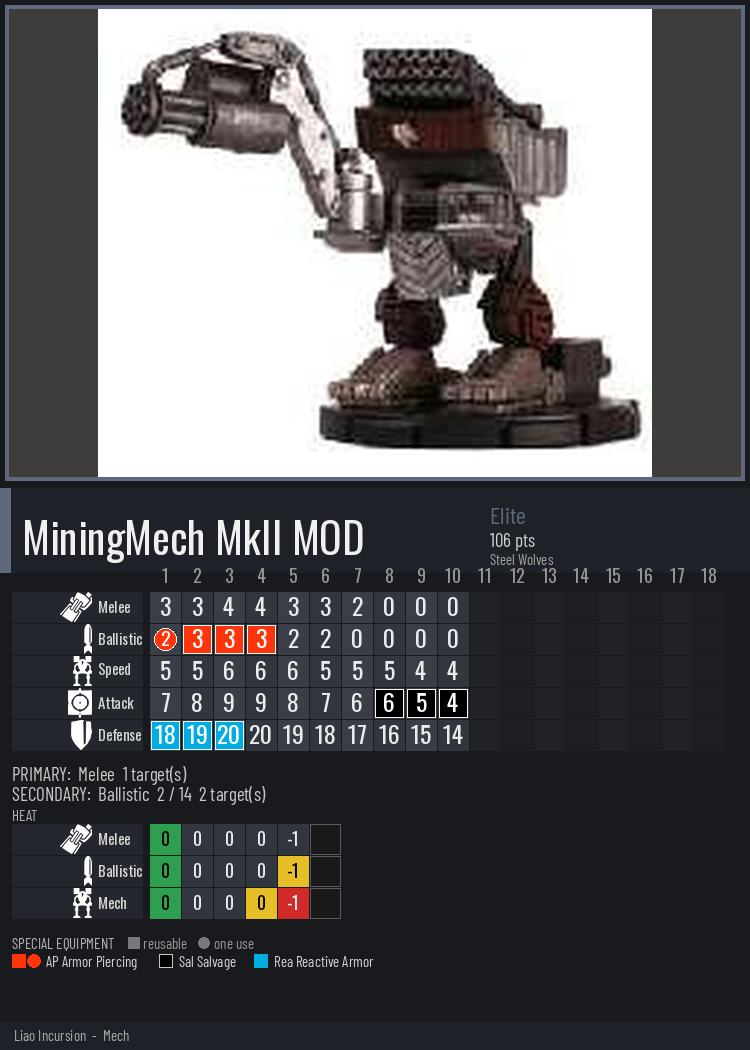 MiningMech MkII MOD
Elite
106 pts
Steel Wolves
1 2 3 4 5 6 7 8 9 10 11 12 13 14 15 16 17 18
Melee 3 3 4 4 3 3 2 0 0 0
Ballistic 2 3 3 3 2 2 0 0 0 0
Speed 5 5 6 6 6 5 5 5 4 4
Attack 7 8 9 9 8 7 6 6 5 4
Defense 18 19 20 20 19 18 17 16 15 14
PRIMARY: Melee 1 target(s)
SECONDARY: Ballistic 2 / 14 2 target(s)
HEAT
Melee 0 0 0 0 -1
Ballistic 0 0 0 0 -1
Mech 0 0 0 0 -1
SPECIAL EQUIPMENT reusable one use
AP Armor Piercing Sal Salvage Rea Reactive Armor
Liao Incursion - Mech